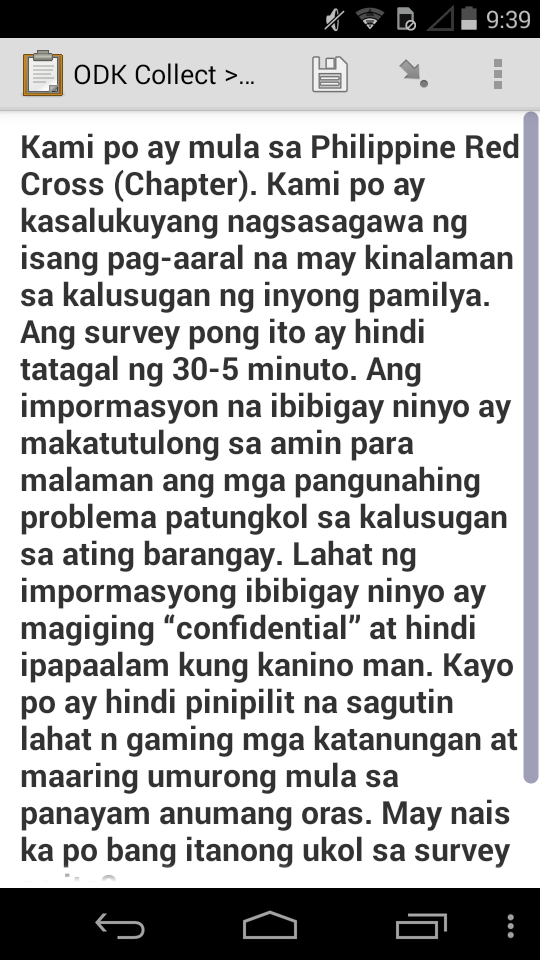 9:39
ODK Collect >...
Kami po ay mula sa Philippine Red
Cross (Chapter). Kami po ay
kasalukuyang nagsasagawa ng
isang pag-aaral na may kinalaman
sa kalusugan ng inyong pamilya.
Ang survey pong ito ay hindi
tatagal ng 30-5 minuto. Ang
impormasyon na ibibigay ninyo ay
makatutulong sa amin para
malaman ang mga pangunahing
problema patungkol sa kalusugan
sa ating barangay. Lahat ng
impormasyong ibibigay ninyo ay
magiging “confidential” at hindi
ipapaalam kung kanino man. Kayo
po ay hindi pinipilit na sagutin
lahat n gaming mga katanungan at
maaring umurong mula sa
panayam anumang oras. May nais
ka po bang itanong ukol sa survey